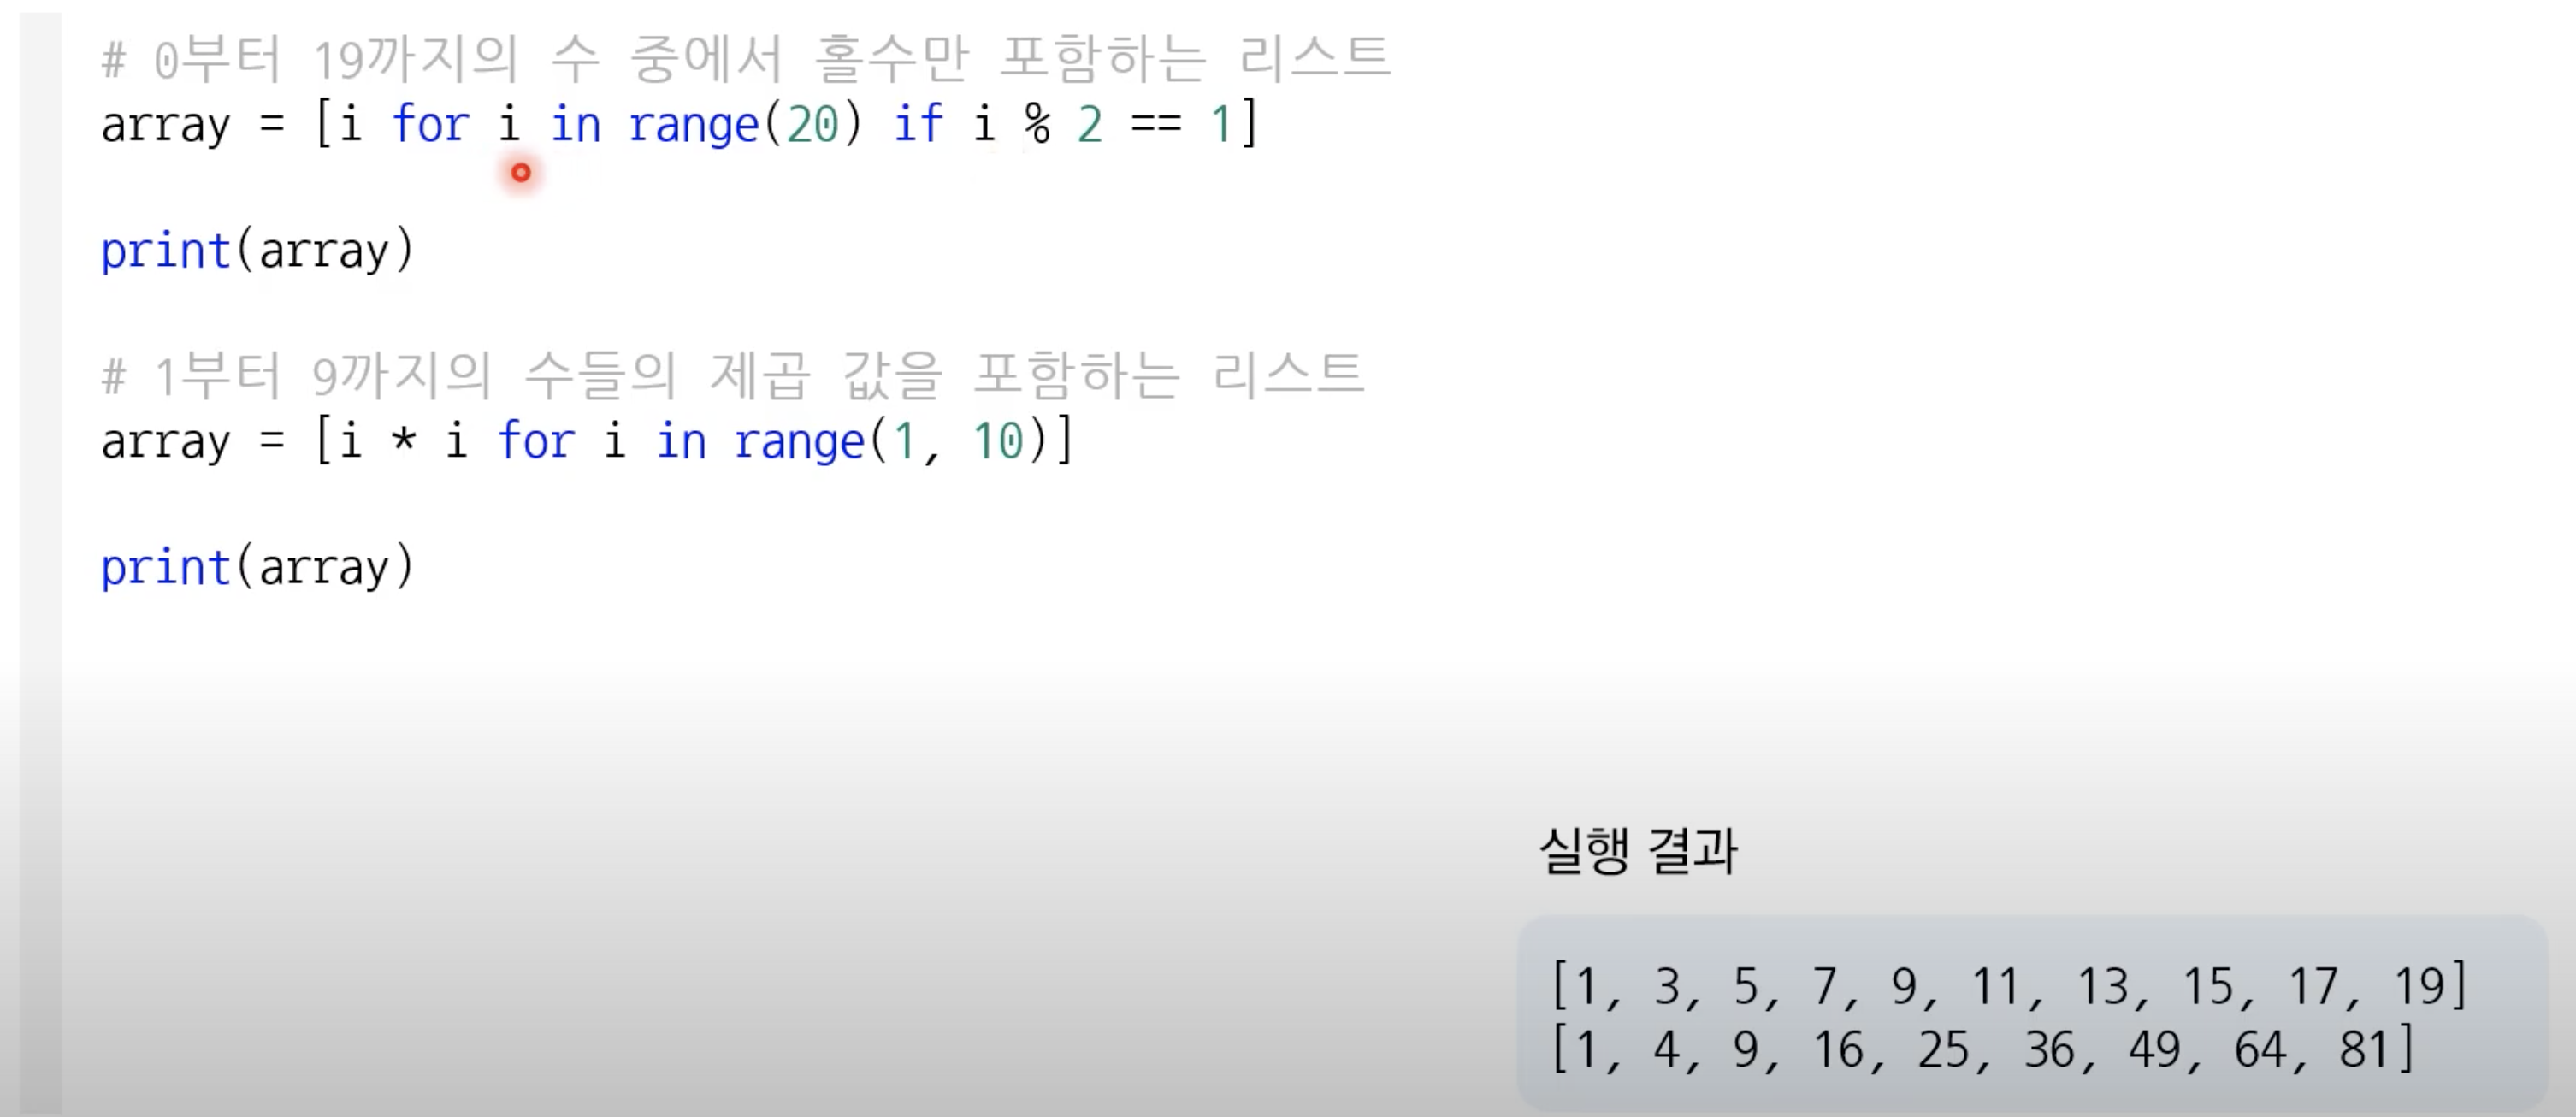 # 0부터 19까지의 수 중에서 홀수만 포함하는 리스트
array = [i for i in range(20) if i % 2 == 1]
print(array)
# 1부터 9까지의 수들의 제곱 값을 포함하는 리스트
array = [i * i for i in range(1, 10)]
print(array)
실행 결과
[1, 3, 5, 7, 9, 11, 13, 15, 17, 19]
[1, 4, 9, 16, 25, 36, 49, 64, 81]